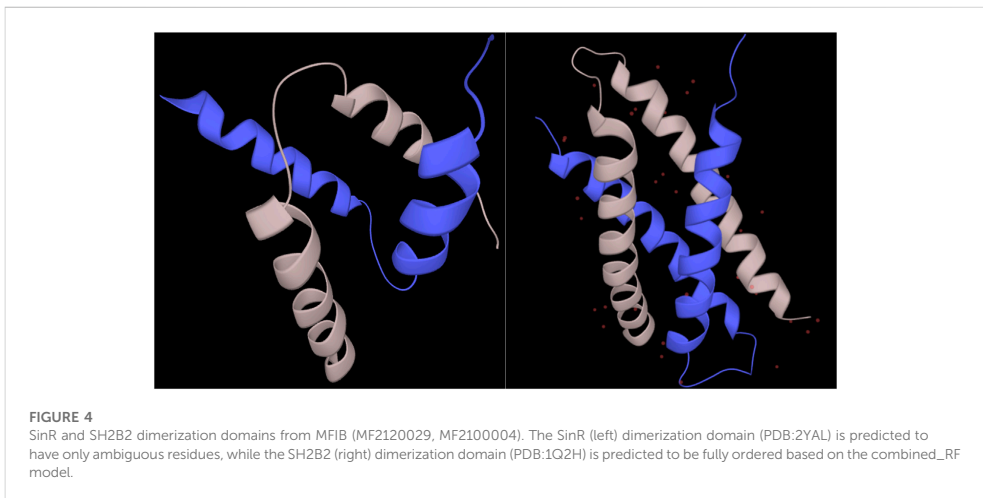 FIGURE 4
SinR and SH2B2 dimerization domains from MFIB (MF2120029, MF2100004). The SinR (left) dimerization domain (PDB:2YAL) is predicted to
have only ambiguous residues, while the SH2B2 (right) dimerization domain (PDB:1Q2H) is predicted to be fully ordered based on the combined_RF
model.